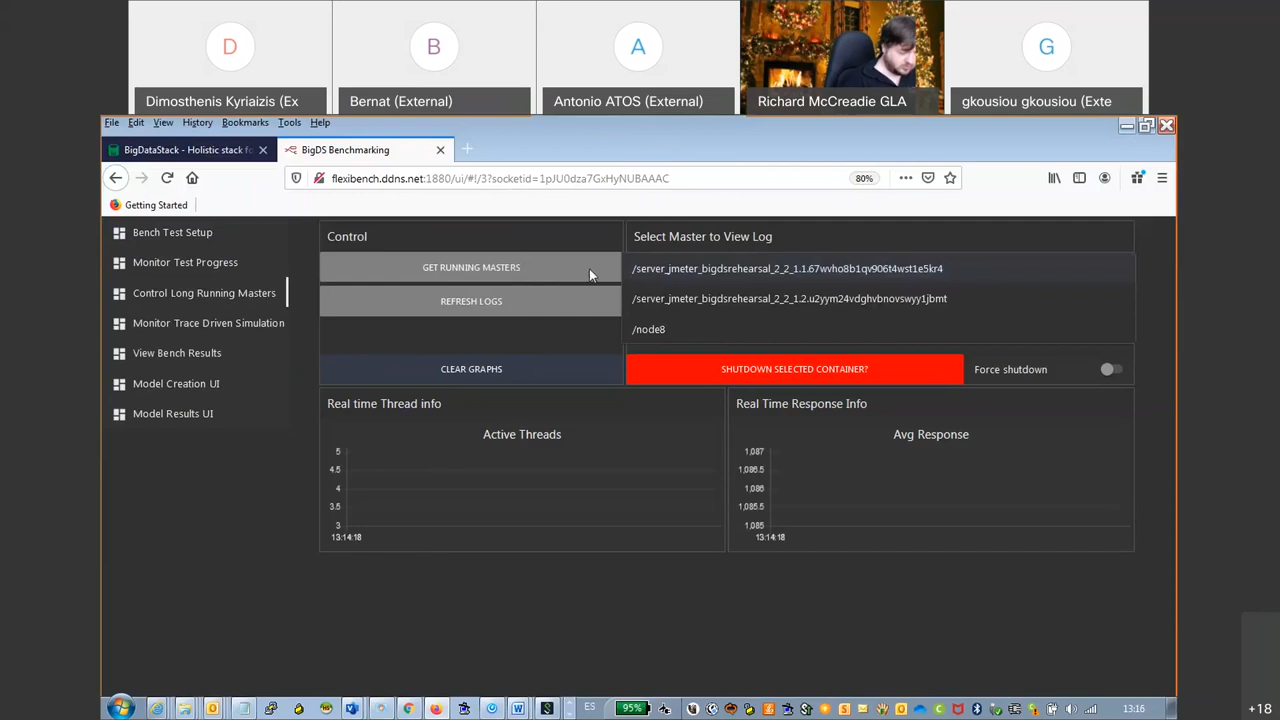 D
B
A
G
Dimosthenis Kyriaizis (Ex
Bernat (External)
Antonio ATOS (External)
Richard McCreadie GLA
gkousiou gkousiou (Exte
File Edit View History Bookmarks Tools Help
BigDataStack - Holistic stack fo
BigDS Benchmarking
flexibench.ddns.net:1880/ui/#!/3?socketid=1pJU0dza7GxHyNUBAAAC
80%
Getting Started
Bench Test Setup
Monitor Test Progress
Control Long Running Masters
Monitor Trace Driven Simulation
View Bench Results
Model Creation UI
Model Results UI
Control
GET RUNNING MASTERS
REFRESH LOGS
CLEAR GRAPHS
Select Master to View Log
/server_jmeter_bigdsrehearsal_2_2_1.1.67wvho8b1qv906t4wst1e5kr4
/server_jmeter_bigdsrehearsal_2_2_1.2.u2yym24vdghvbnovswyy1jbmt
/node8
SHUTDOWN SELECTED CONTAINER?
Force shutdown
Real time Thread info
Active Threads
5
4.5
4
3.5
3
13:14:18
Real Time Response Info
Avg Response
1,087
1,086.5
1,086
1,085.5
1,085
13:14:18
ES
95%
13:16
+18